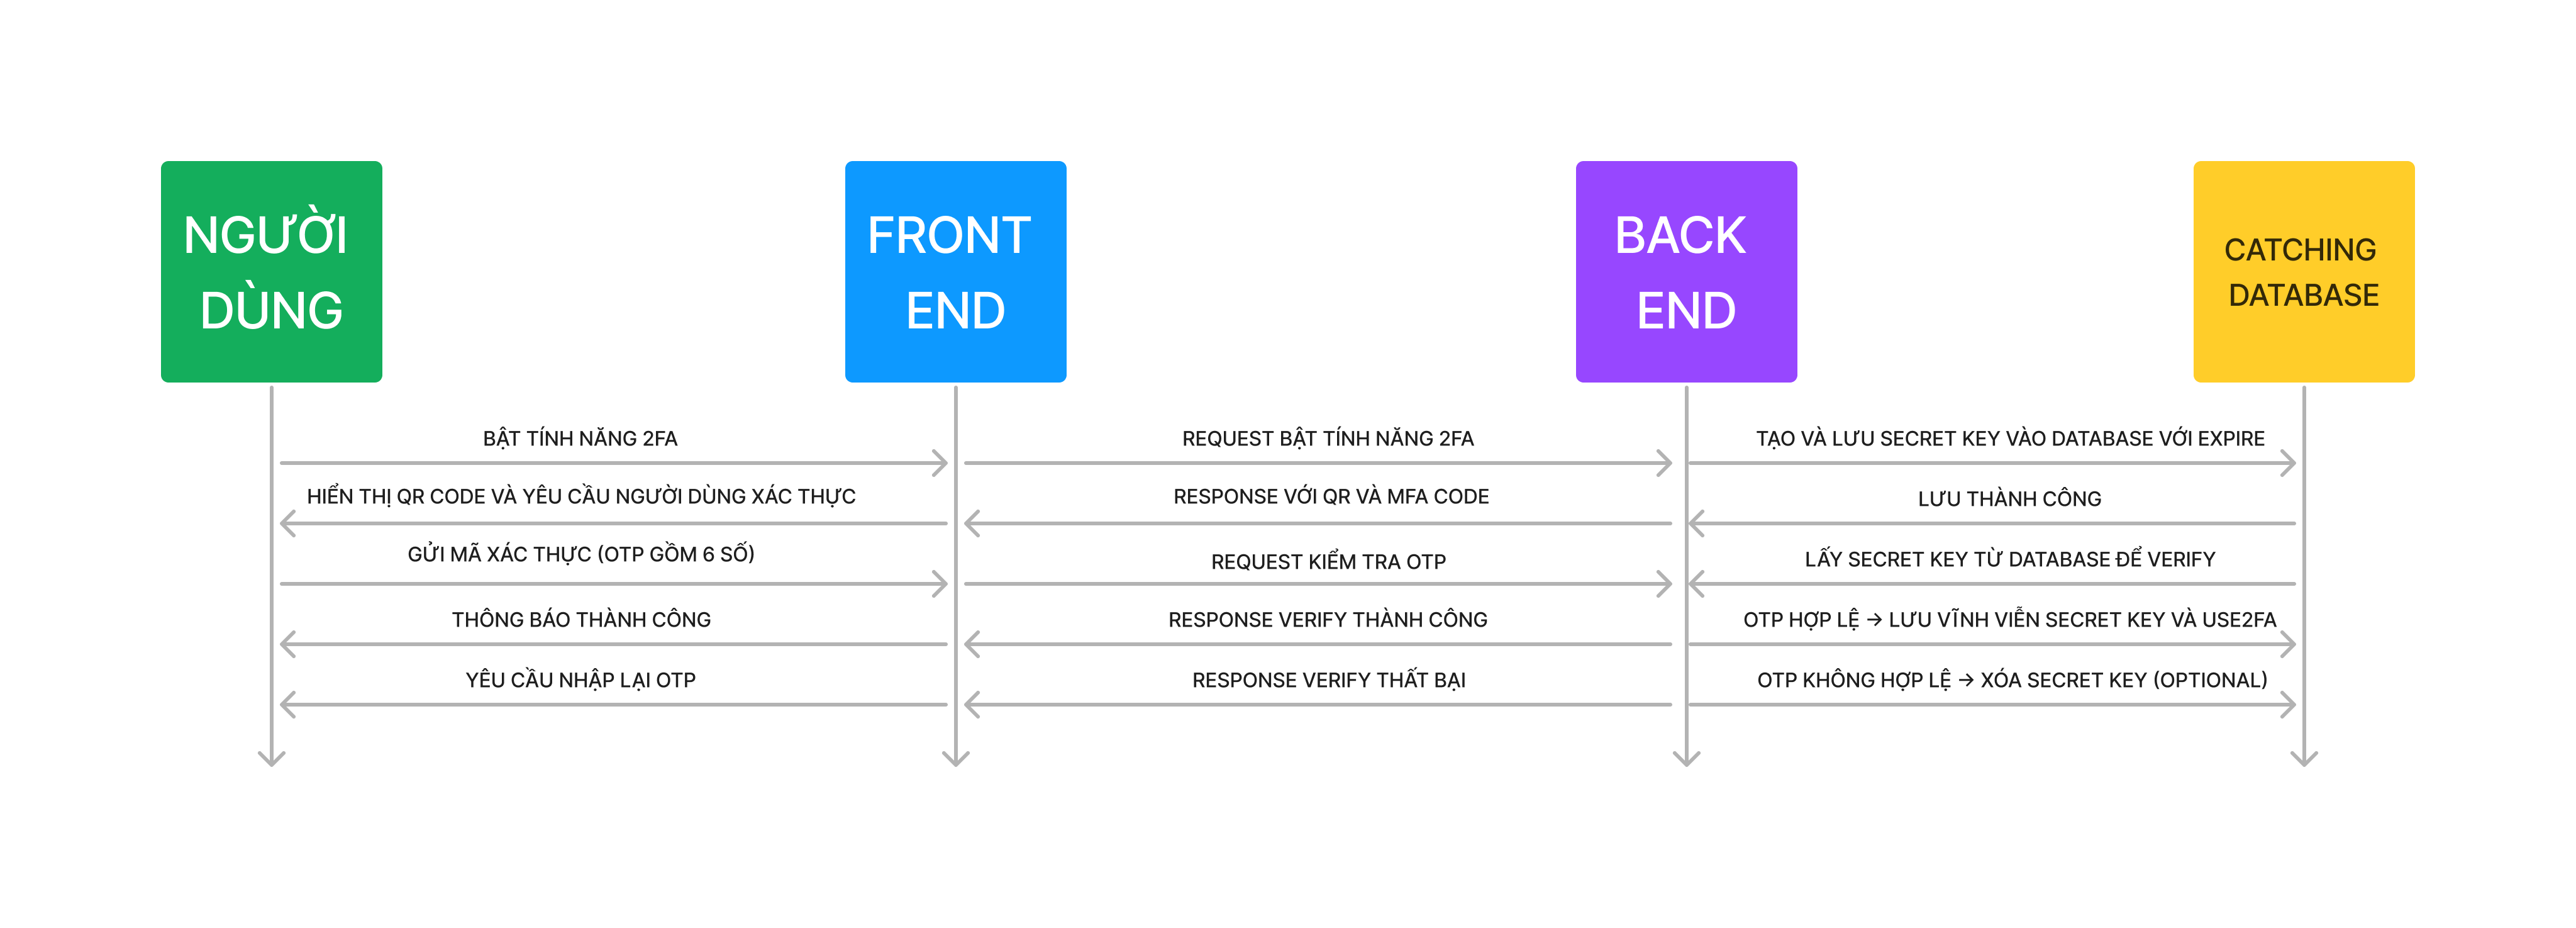 NGƯỜI
DÙNG
FRONT
END
BACK
END
CATCHING
DATABASE
BẬT TÍNH NĂNG 2FA
REQUEST BẬT TÍNH NĂNG 2FA
TẠO VÀ LƯU SECRET KEY VÀO DATABASE VỚI EXPIRE
HIỂN THỊ QR CODE VÀ YÊU CẦU NGƯỜI DÙNG XÁC THỰC
RESPONSE VỚI QR VÀ MFA CODE
LƯU THÀNH CÔNG
GỬI MÃ XÁC THỰC (OTP GỒM 6 SỐ)
REQUEST KIỂM TRA OTP
LẤY SECRET KEY TỪ DATABASE ĐỂ VERIFY
THÔNG BÁO THÀNH CÔNG
RESPONSE VERIFY THÀNH CÔNG
OTP HỢP LỆ → LƯU VĨNH VIỄN SECRET KEY VÀ USE2FA
YÊU CẦU NHẬP LẠI OTP
RESPONSE VERIFY THẤT BẠI
OTP KHÔNG HỢP LỆ → XÓA SECRET KEY (OPTIONAL)